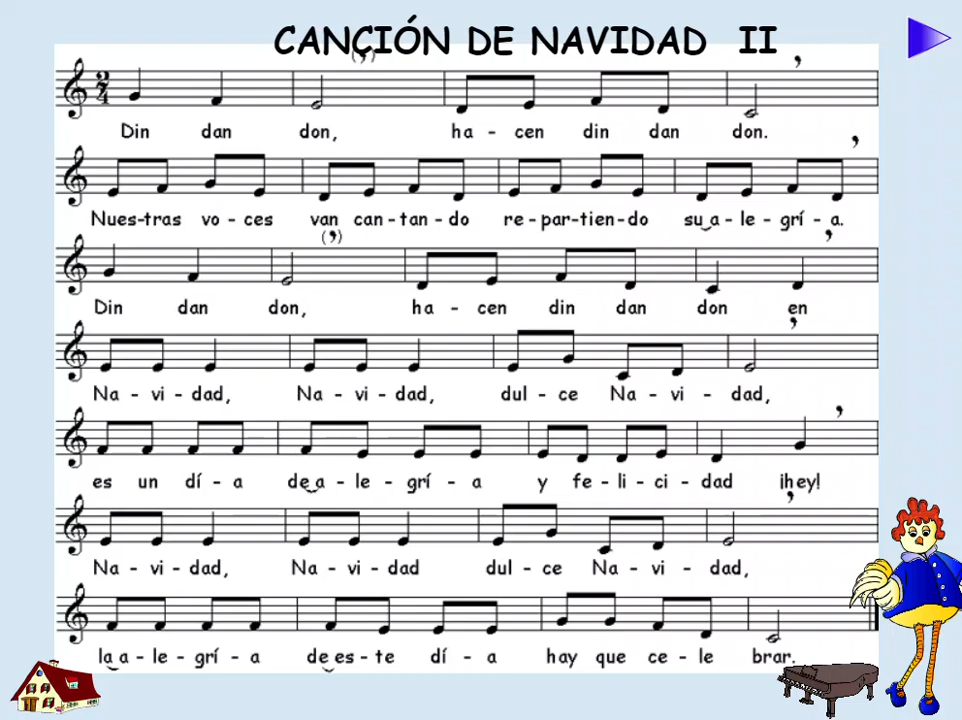 CANÇIÓN DE NAVIDAD II
Din dan don, ha - cen din dan don.
Nues-tras vo - ces van can-tan-do re-par-tien-do su a-le-grí-a.
Din dan don, ha - cen din dan don en
Na - vi - dad, Na - vi - dad, dul - ce Na - vi - dad,
es un dí - a de a - le - grí - a y fe - li - ci - dad ¡hey!
Na - vi - dad, Na - vi - dad dul - ce Na - vi - dad,
la a - le - grí - a de es - te dí - a hay que ce - le brar.